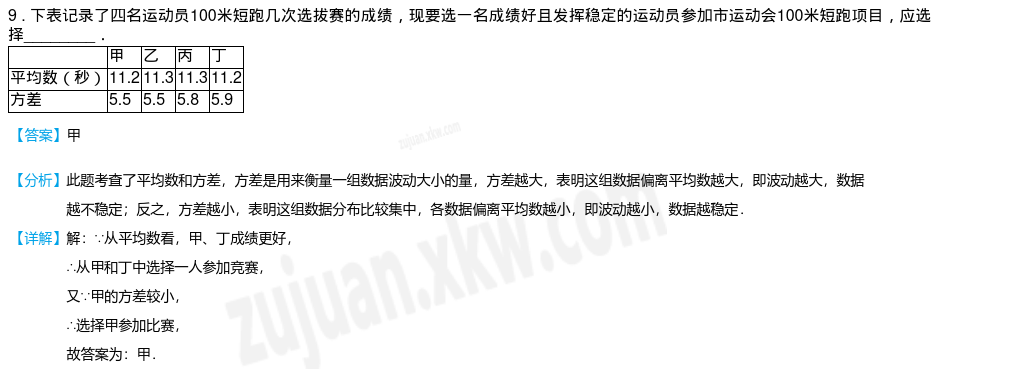 9．下表记录了四名运动员100米短跑几次选拔赛的成绩，现要选一名成绩好且发挥稳定的运动员参加市运动会100米短跑项目，应选
择________．
甲 乙 丙 丁
平均数（秒） 11.2 11.3 11.3 11.2
方差 5.5 5.5 5.8 5.9
【答案】甲
【分析】此题考查了平均数和方差，方差是用来衡量一组数据波动大小的量，方差越大，表明这组数据偏离平均数越大，即波动越大，数据
越不稳定；反之，方差越小，表明这组数据分布比较集中，各数据偏离平均数越小，即波动越小，数据越稳定．
【详解】解：∵从平均数看，甲、丁成绩更好，
∴从甲和丁中选择一人参加竞赛，
又∵甲的方差较小，
∴选择甲参加比赛，
故答案为：甲．
zujuan.xkw.com
zujuan.xkw.com